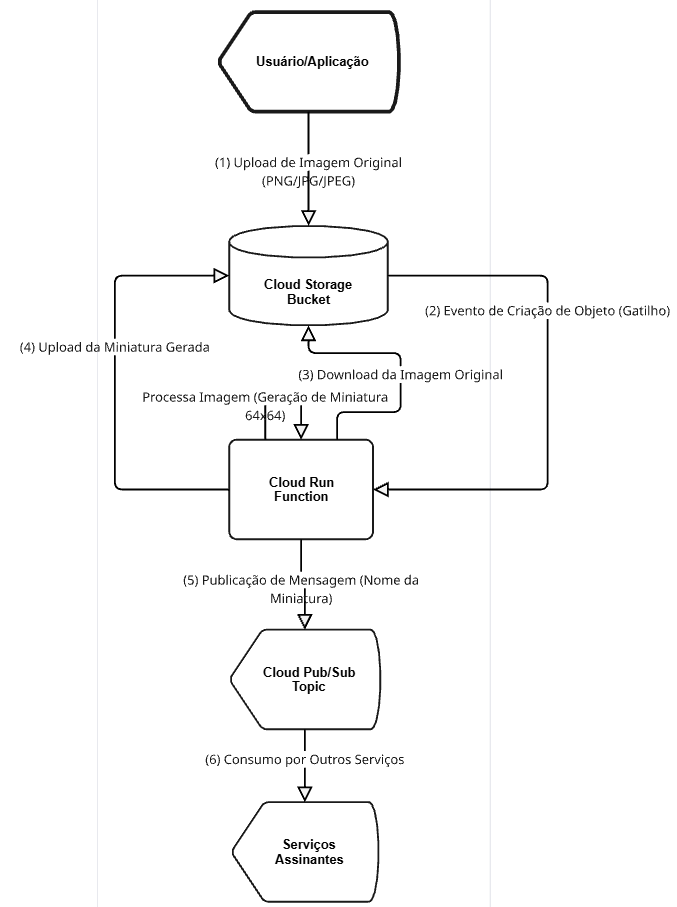 Usuário/Aplicação
(1) Upload de Imagem Original
(PNG/JPG/JPEG)
Cloud Storage
Bucket
(2) Evento de Criação de Objeto (Gatilho)
(4) Upload da Miniatura Gerada
(3) Download da Imagem Original
Processa Imagem (Geração de Miniatura
64x64)
Cloud Run
Function
(5) Publicação de Mensagem (Nome da
Miniatura)
Cloud Pub/Sub
Topic
(6) Consumo por Outros Serviços
Serviços
Assinantes